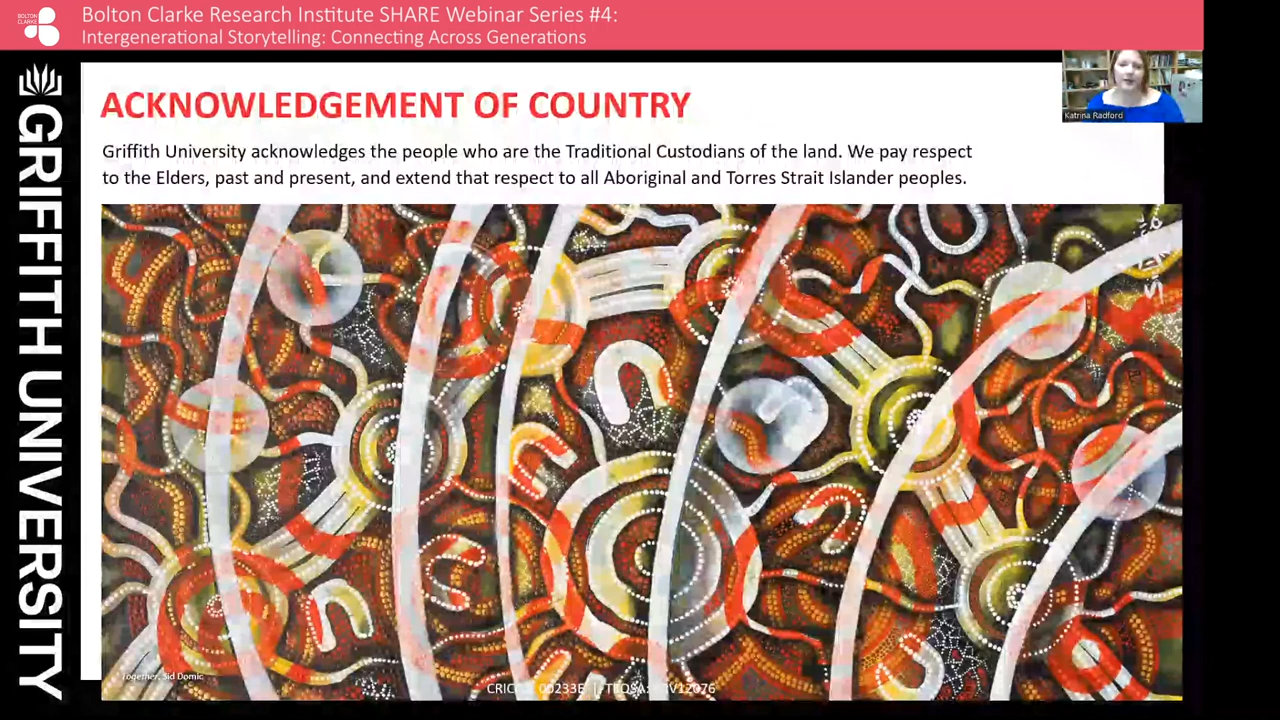 BOLTON
CLARKE
Bolton Clarke Research Institute SHARE Webinar Series #4:
Intergenerational Storytelling: Connecting Across Generations
Katrina Radford
GRIFFITH UNIVERSITY
ACKNOWLEDGEMENT OF COUNTRY
Griffith University acknowledges the people who are the Traditional Custodians of the land. We pay respect
to the Elders, past and present, and extend that respect to all Aboriginal and Torres Strait Islander peoples.
Together, Sid Domic